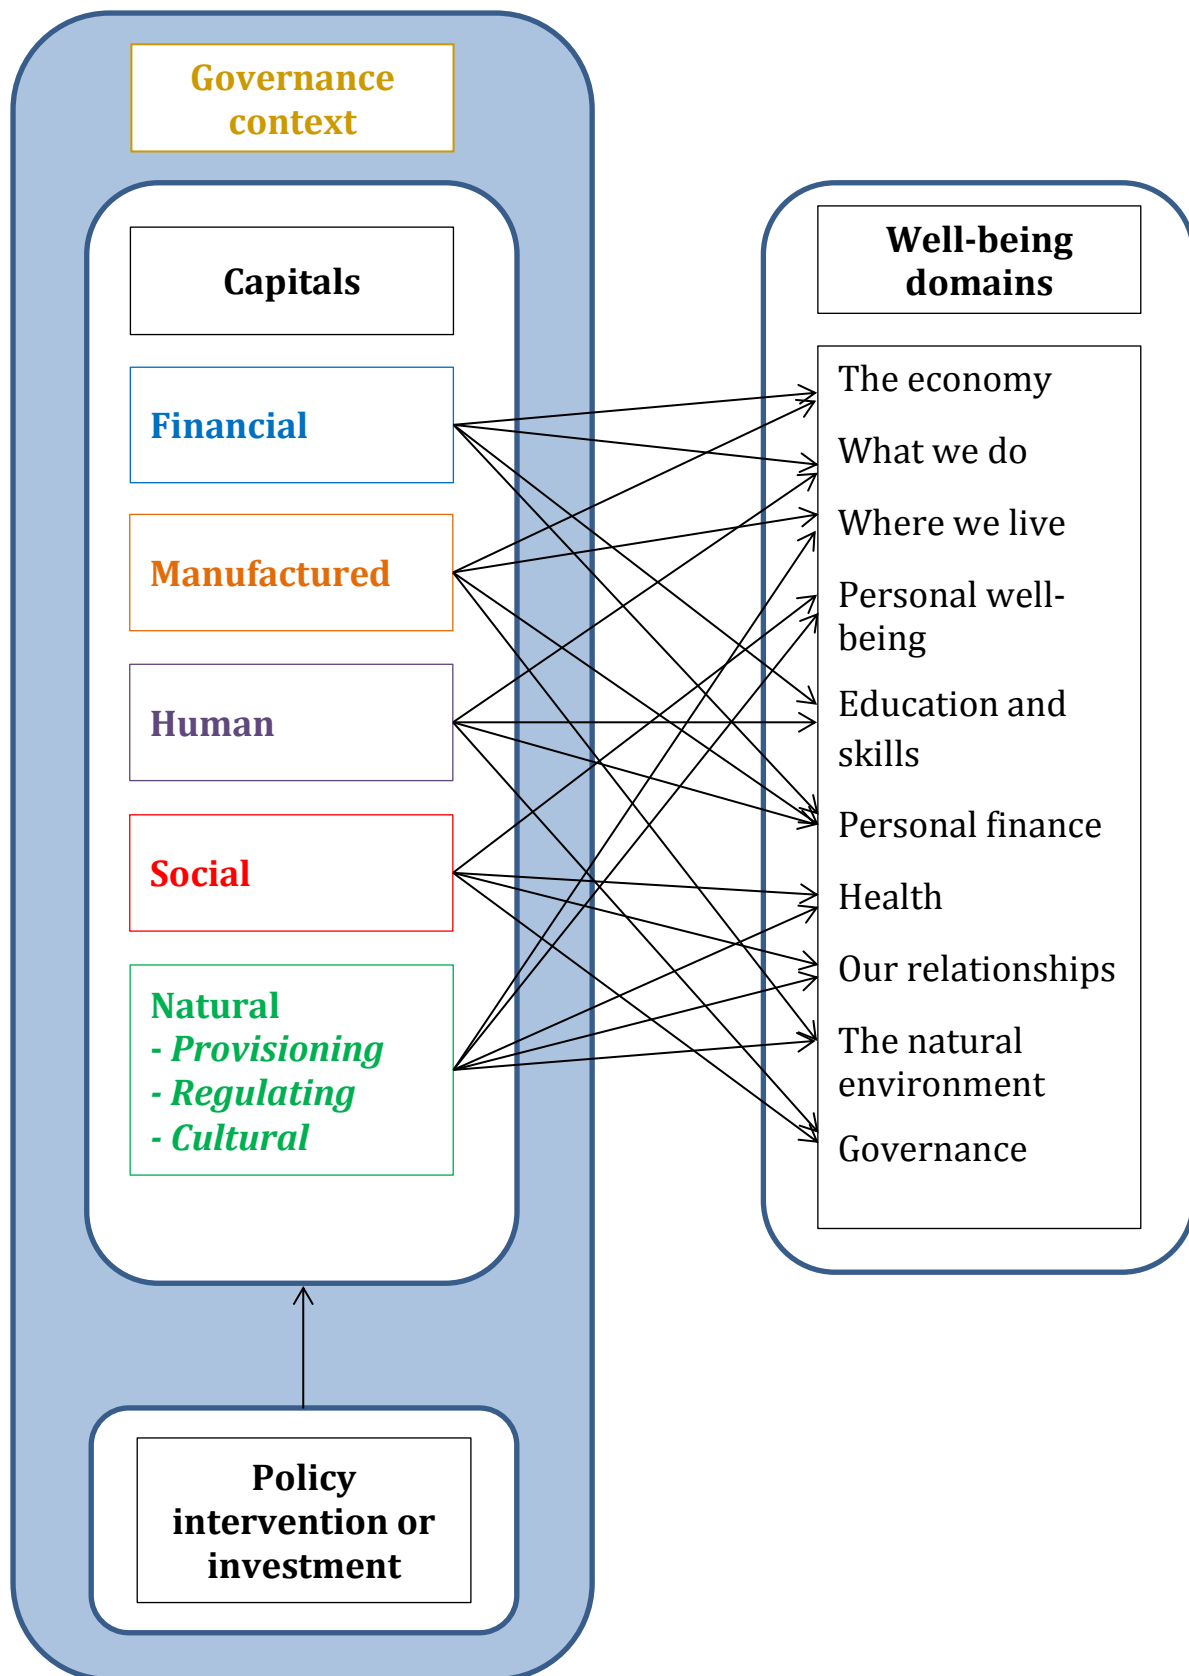 Governance
context
Capitals
Financial
Manufactured
Human
Social
Natural
- Provisioning
- Regulating
- Cultural
Policy
intervention or
investment
Well-being
domains
The economy
What we do
Where we live
Personal well-
being
Education and
skills
Personal finance
Health
Our relationships
The natural
environment
Governance